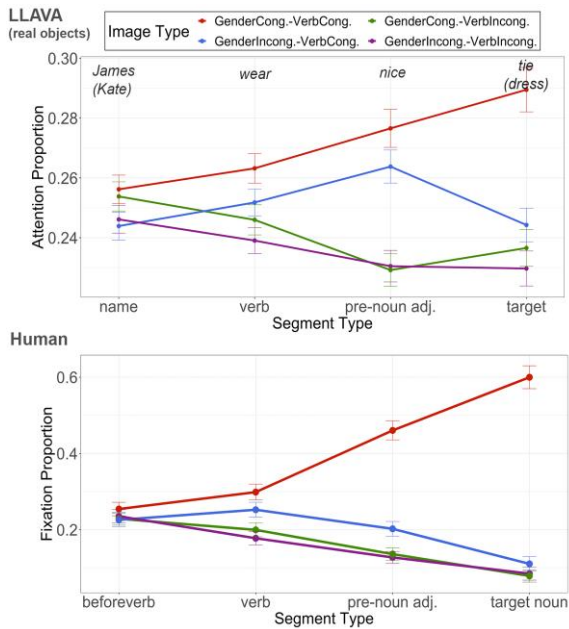 LLAVA
(real objects)
Image Type
GenderCong.-VerbCong.
GenderCong.-VerbIncong.
GenderIncong.-VerbCong.
GenderIncong.-VerbIncong.
0.30
0.28
0.26
0.24
Attention Proportion
James
(Kate)
wear
nice
tie
(dress)
name
verb
pre-noun adj.
target
Segment Type
Human
0.6
0.4
0.2
Fixation Proportion
beforeverb
verb
pre-noun adj.
target noun
Segment Type